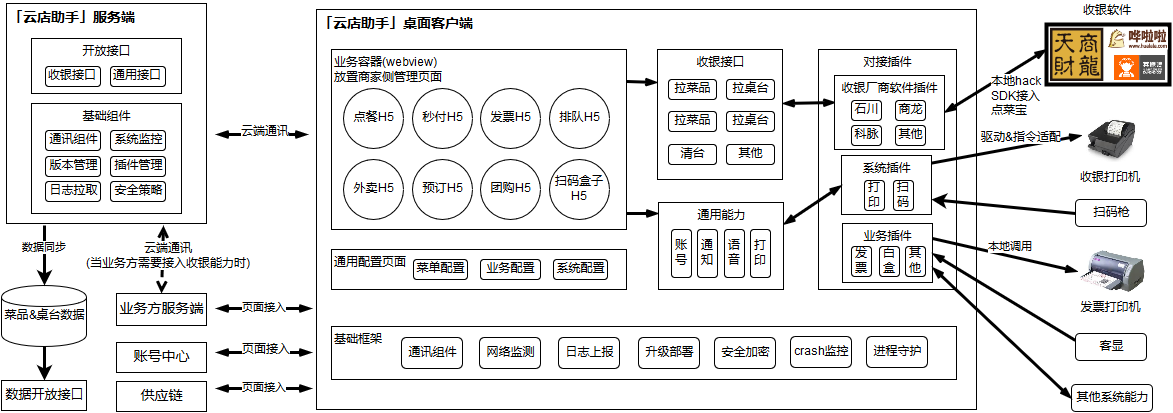 「云店助手」服务端
开放接口
收银接口
通用接口
基础组件
通讯组件
系统监控
版本管理
插件管理
日志拉取
安全策略
数据同步
云端通讯
(当业务方需要接入收银能力时)
菜品&桌台数据
数据开放接口
业务方服务端
账号中心
供应链
云端通讯
页面接入
页面接入
页面接入
「云店助手」桌面客户端
业务容器(webview)
放置商家侧管理页面
点餐H5
秒付H5
发票H5
排队H5
外卖H5
预订H5
团购H5
扫码盒子
H5
通用配置页面
菜单配置
业务配置
系统配置
收银接口
拉菜品
拉桌台
拉菜品
拉桌台
清台
其他
通用能力
账号
通知
语音
打印
对接插件
收银厂商软件插件
石川
商龙
科脉
其他
系统插件
打印
扫码
业务插件
发票
白盒
其他
基础框架
通讯组件
网络监测
日志上报
升级部署
安全加密
crash监控
进程守护
收银软件
天商
财龍
哗啦啦
www.hualala.com
本地hack
SDK接入
点菜宝
驱动&指令适配
收银打印机
扫码枪
本地调用
发票打印机
客显
其他系统能力